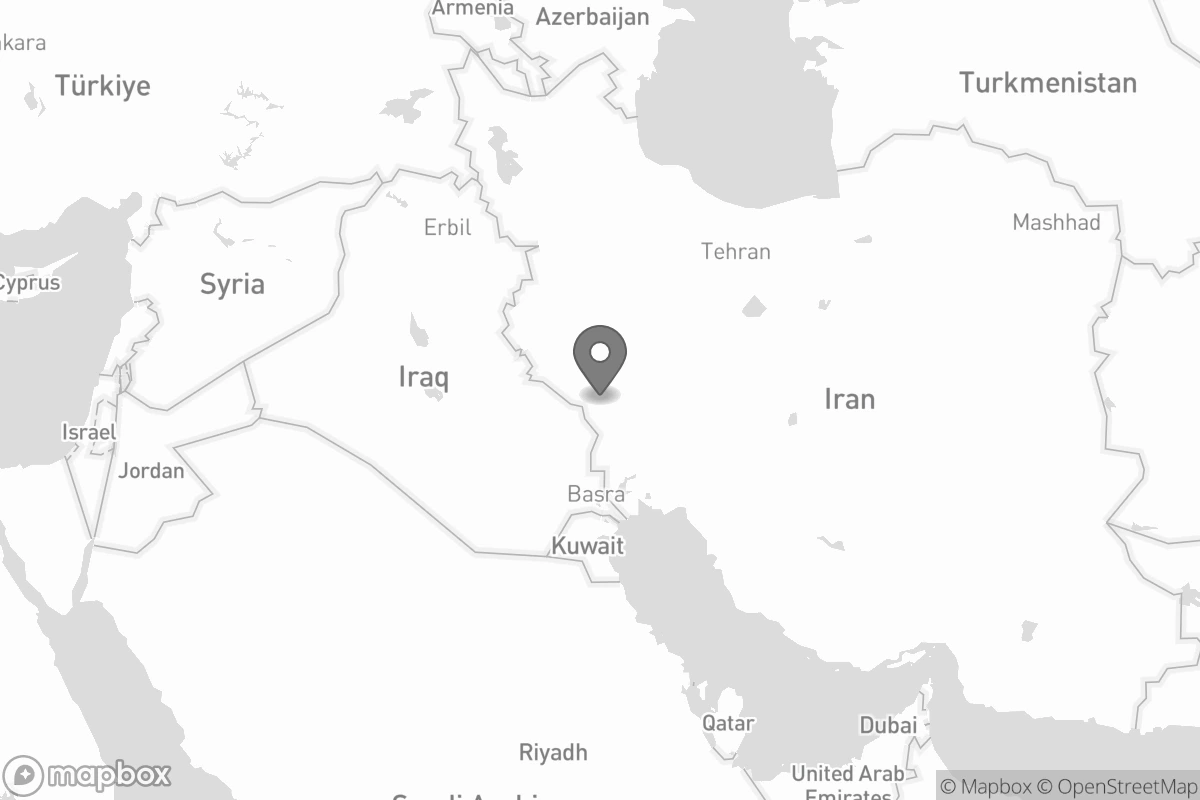 Armenia
Azerbaijan
kara
Türkiye
Turkmenistan
Mashhad
Erbil
Tehran
Cyprus
Syria
Iraq
Iran
Israel
Jordan
Basra
Kuwait
Qatar
Dubai
Riyadh
United Arab
Emirates
mapbox
© Mapbox © OpenStreetMap